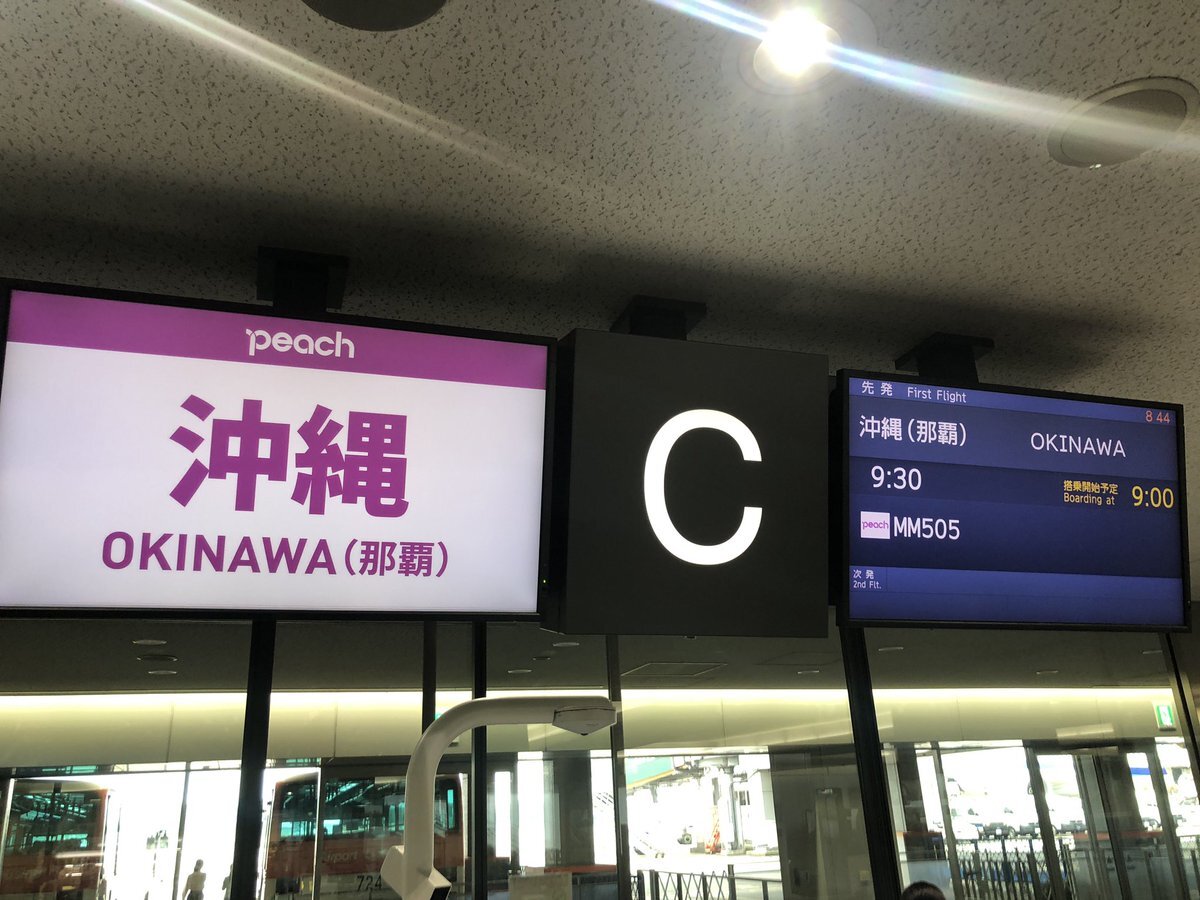 peach
沖縄
OKINAWA(那覇)
C
先発 First Flight
8 44
沖縄(那覇) OKINAWA
9:30
搭乗開始予定
Boarding at 9:00
peach MM505
次発
2nd Flt.
724